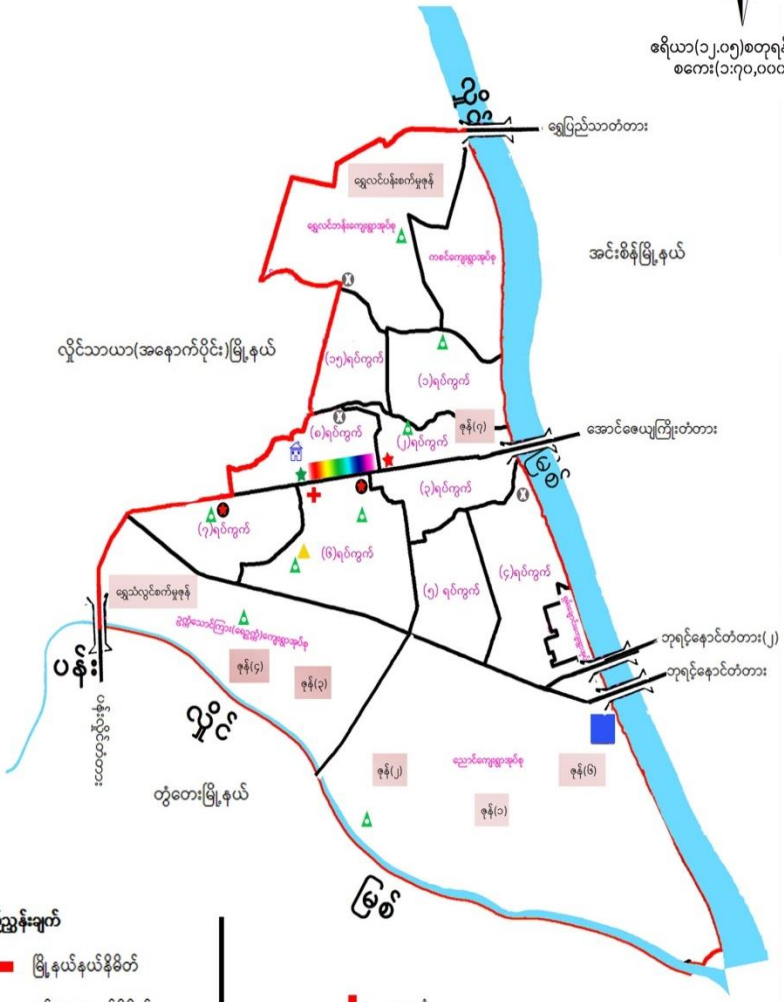 ဧရိယာ(၁၂.၀၅)စတုရန်
စကေး(၁:၇၀,၀၀၀
လှိုင်
ရွှေပြည်သာတံတား
ရွှေလင်ပန်းစက်မှုဇုန်
ရွှေလင်ဘန်းကျေးရွာအုပ်စု
ကစင်ကျေးရွာအုပ်စု
အင်းစိန်မြို့နယ်
လှိုင်သာယာ(အနောက်ပိုင်း)မြို့နယ်
(၁၅)ရပ်ကွက်
(၁)ရပ်ကွက်
(၈)ရပ်ကွက်
(၂)ရပ်ကွက်
ဇုန်(၇)
အောင်ဇေယျကြိုးတံတား
မြစ်
(၃)ရပ်ကွက်
(၇)ရပ်ကွက်
(၆)ရပ်ကွက်
(၅) ရပ်ကွက်
(၄)ရပ်ကွက်
ရွှေသံလွင်စက်မှုဇုန်
ဘုရင့်နောင်တံတား(၂)
ဘုရင့်နောင်တံတား
ပန်း
ဇုန်(၄)
ဇုန်(၃)
လှိုင်
တွံတေးမြို့နယ်
ညောင်ကျေးရွာအုပ်စု
ဇုန်(၂)
ဇုန်(၆)
ဇုန်(၁)
မြစ်
ညွှန်းချက်
မြို့နယ်နယ်နိမိတ်